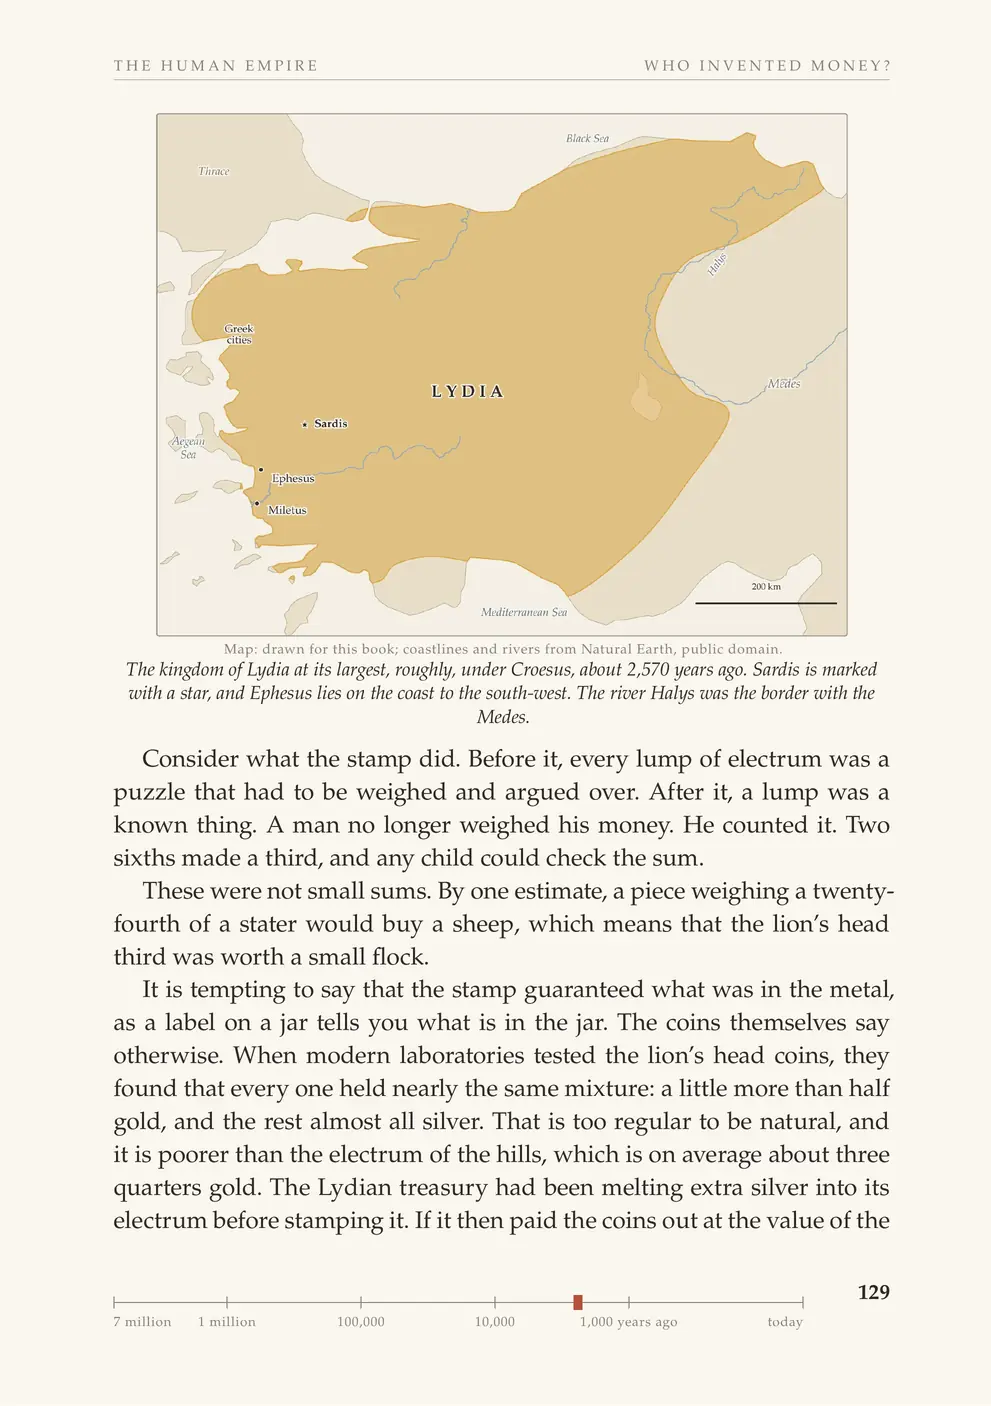 THE HUMAN EMPIRE
WHO INVENTED MONEY?
Black Sea
Thrace
Halys
Greek
cities
LYDIA
Medes
Sardis
Aegean
Sea
Ephesus
Miletus
200 km
Mediterranean Sea
Map: drawn for this book; coastlines and rivers from Natural Earth, public domain.
The kingdom of Lydia at its largest, roughly, under Croesus, about 2,570 years ago. Sardis is marked
with a star, and Ephesus lies on the coast to the south-west. The river Halys was the border with the
Medes.
Consider what the stamp did. Before it, every lump of electrum was a
puzzle that had to be weighed and argued over. After it, a lump was a
known thing. A man no longer weighed his money. He counted it. Two
sixths made a third, and any child could check the sum.
These were not small sums. By one estimate, a piece weighing a twenty-
fourth of a stater would buy a sheep, which means that the lion’s head
third was worth a small flock.
It is tempting to say that the stamp guaranteed what was in the metal,
as a label on a jar tells you what is in the jar. The coins themselves say
otherwise. When modern laboratories tested the lion’s head coins, they
found that every one held nearly the same mixture: a little more than half
gold, and the rest almost all silver. That is too regular to be natural, and
it is poorer than the electrum of the hills, which is on average about three
quarters gold. The Lydian treasury had been melting extra silver into its
electrum before stamping it. If it then paid the coins out at the value of the
129
7 million
1 million
100,000
10,000
1,000 years ago
today